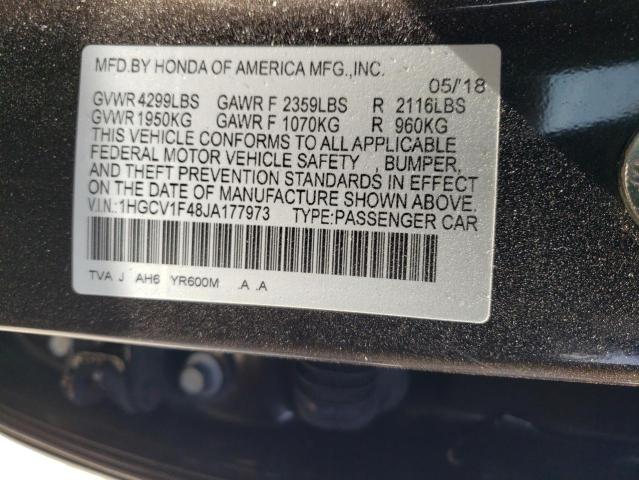 MFD.BY HONDA OF AMERICA MFG.,INC.
05/'18
GVWR 4299LBS GAWR F 2359LBS R 2116LBS
GVWR 1950KG GAWR F 1070KG R 960KG
THIS VEHICLE CONFORMS TO ALL APPLICABLE
FEDERAL MOTOR VEHICLE SAFETY , BUMPER,
AND THEFT PREVENTION STANDARDS IN EFFECT
ON THE DATE OF MANUFACTURE SHOWN ABOVE.
V.I.N.:1HGCV1F48JA177973 TYPE:PASSENGER CAR
TVA J AH6 YR600M .A .A